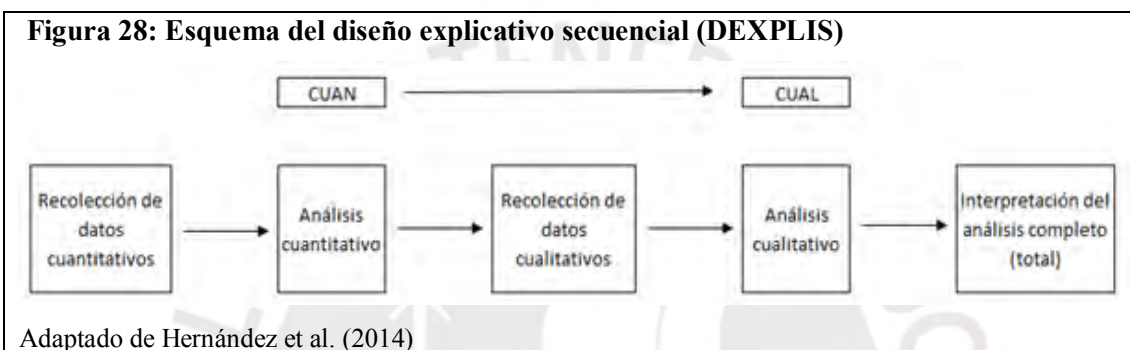 Figura 28: Esquema del diseño explicativo secuencial (DEXPLIS)
CUAN
CUAL
Recolección de
datos
cuantitativos
Análisis
cuantitativo
Recolección de
datos
cualitativos
Análisis
cualitativo
Interpretación del
análisis completo
(total)
Adaptado de Hernández et al. (2014)